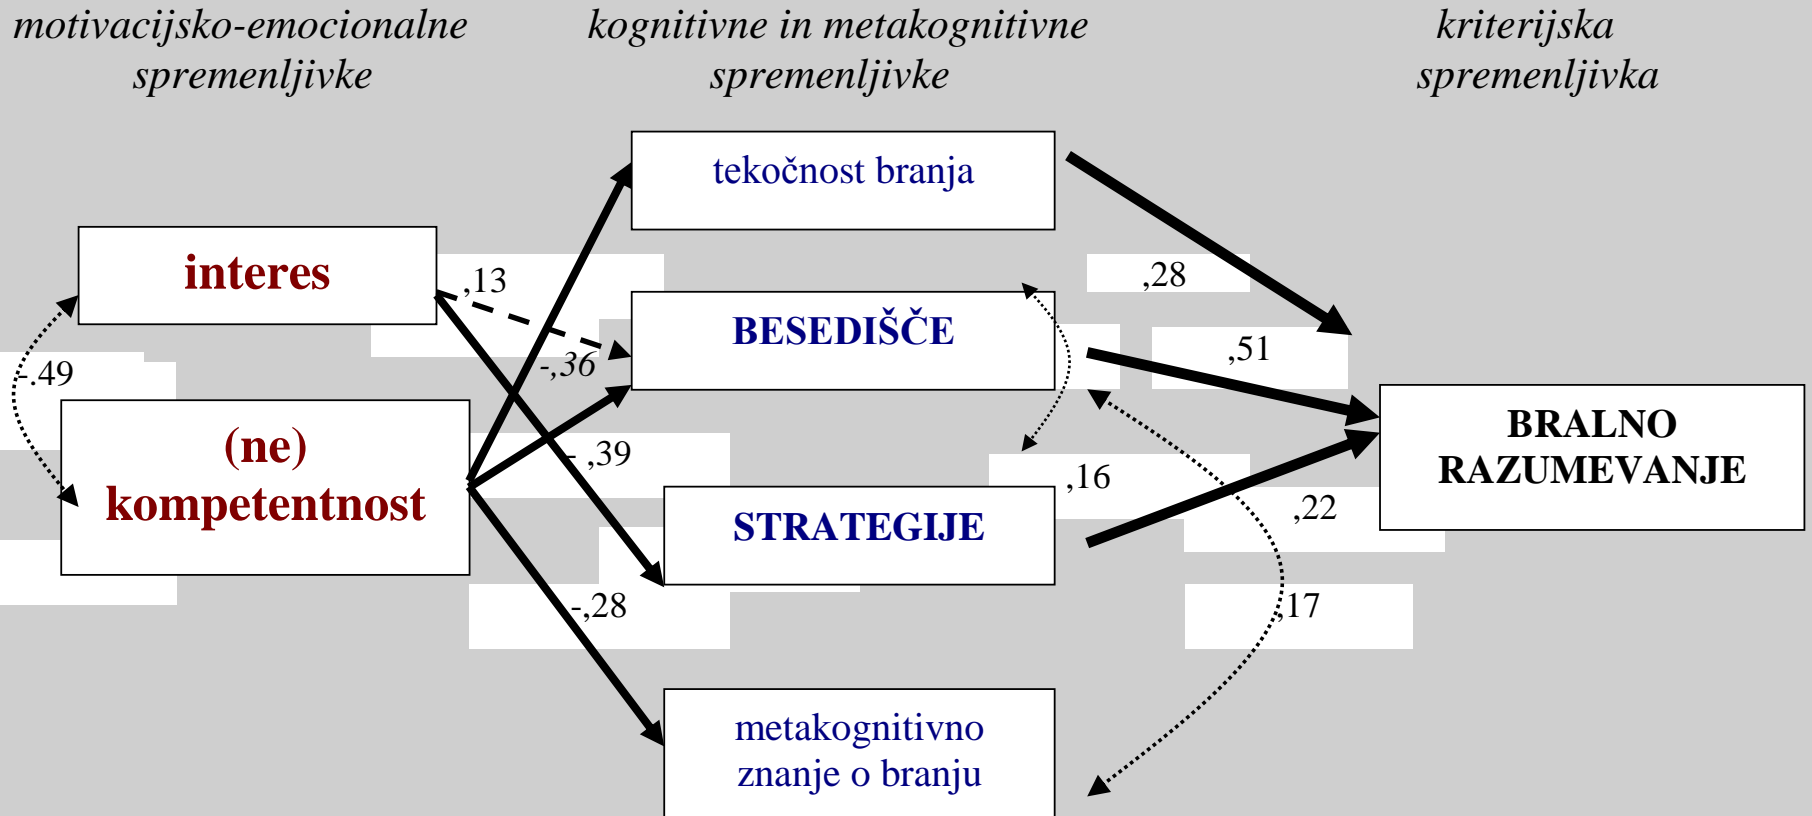 motivacijsko-emocionalne
spremenljivke
kognitivne in metakognitivne
spremenljivke
kriterijska
spremenljivka
tekočnost branja
interes
,13
,28
BESEDIŠČE
-,36
,51
-.49
(ne)
kompetentnost
- ,39
BRALNO
RAZUMEVANJE
,16
,22
STRATEGIJE
-,28
,17
metakognitivno
znanje o branju